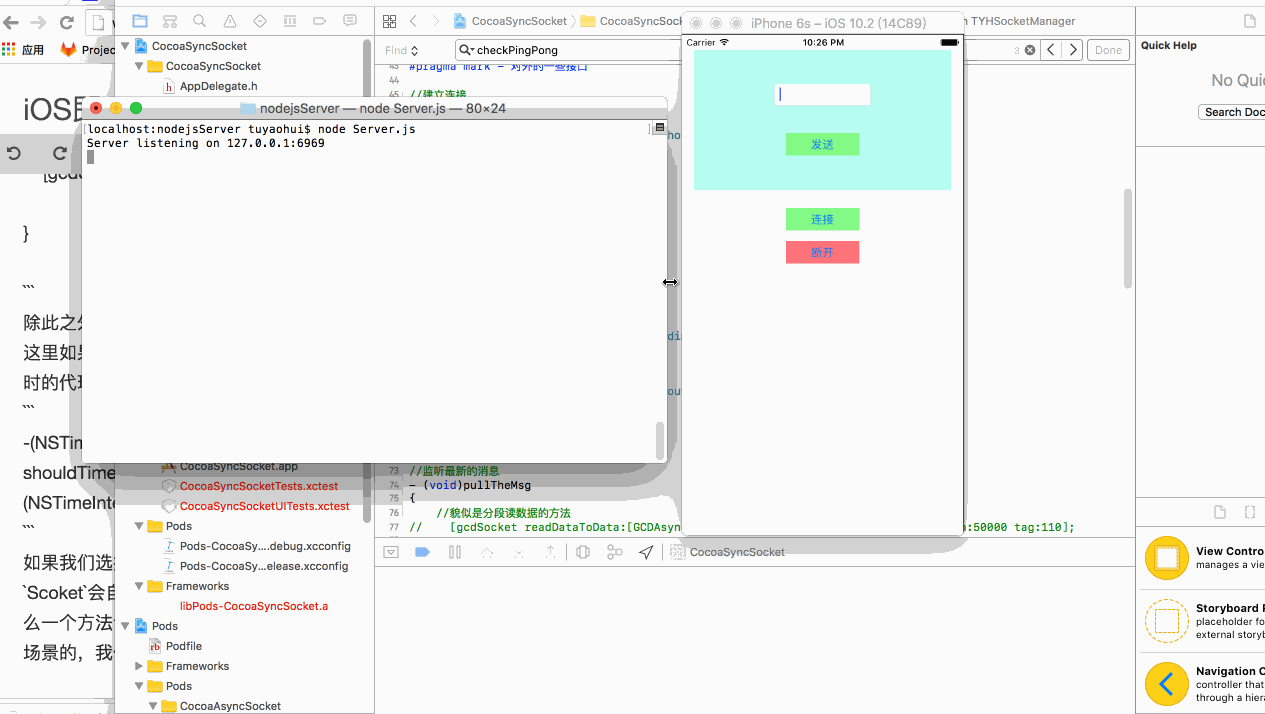 应用
Projec
iOS
[gcdS
}
```
除此之
这里如
时的代
```
-(NSTim
shouldTime
(NSTimeInte
```
如果我们选
`Scoket`会自
么一个方法
场景的，我
CocoaSyncSocket
CocoaSyncSocket
AppDelegate.h
nodejsServer — node Server.js — 80×24
[localhost:nodejsServer tuyaohui$ node Server.js ]
Server listening on 127.0.0.1:6969
CocoaSyncSocket.app
CocoaSyncSocketTests.xctest
CocoaSyncSocketUITests.xctest
Pods
Pods-CocoaSy....debug.xcconfig
Pods-CocoaSy...elease.xcconfig
Frameworks
libPods-CocoaSyncSocket.a
Pods
Podfile
Frameworks
Pods
CocoaAsyncSocket
CocoaSyncSocket
CocoaSync
TYHSocketManager
Find
checkPingPong
3
Done
43 #pragma mark - 对外的一些接口
44
//建立连接
ho
di
ou
73 //监听最新的消息
74 - (void)pullTheMsg
75 {
76 //貌似是分段读数据的方法
77 // [gcdSocket readDataToData:[GCDAsyn
:50000 tag:110];
CocoaSyncSocket
iPhone 6s – iOS 10.2 (14C89)
Carrier
10:26 PM
发送
连接
断开
Quick Help
No Quic
Search Doc
View Contro
manages a vie
Storyboard R
placeholder fo
external storyb
Navigation C
controller that
through a hiera